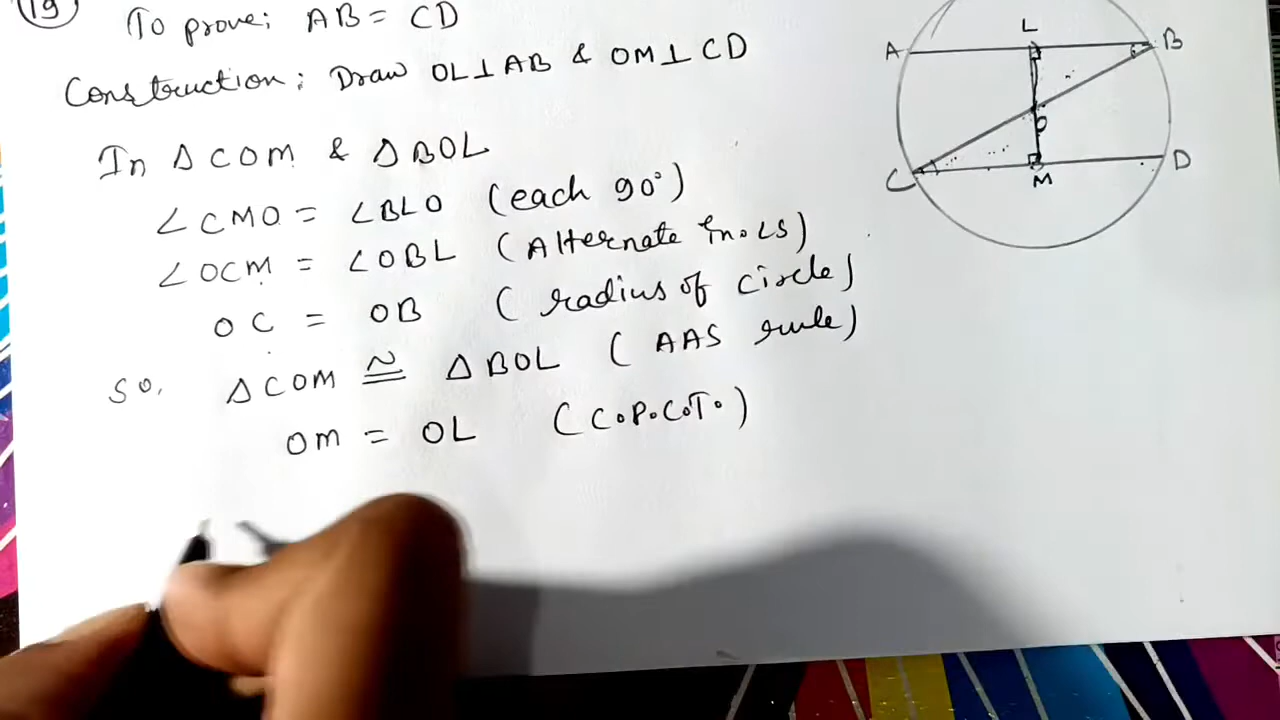 19
To prove; AB = CD
Construction; Draw OL⊥AB & OM⊥CD
In △COM & △BOL
∠CMO = ∠BLO (each 90°)
∠OCM = ∠OBL (Alternate In.∠S)
OC = OB (radius of circle)
So, △COM ≅ △BOL (AAS rule)
OM = OL (C.P.C.T.)
L
A
B
O
C
M
D